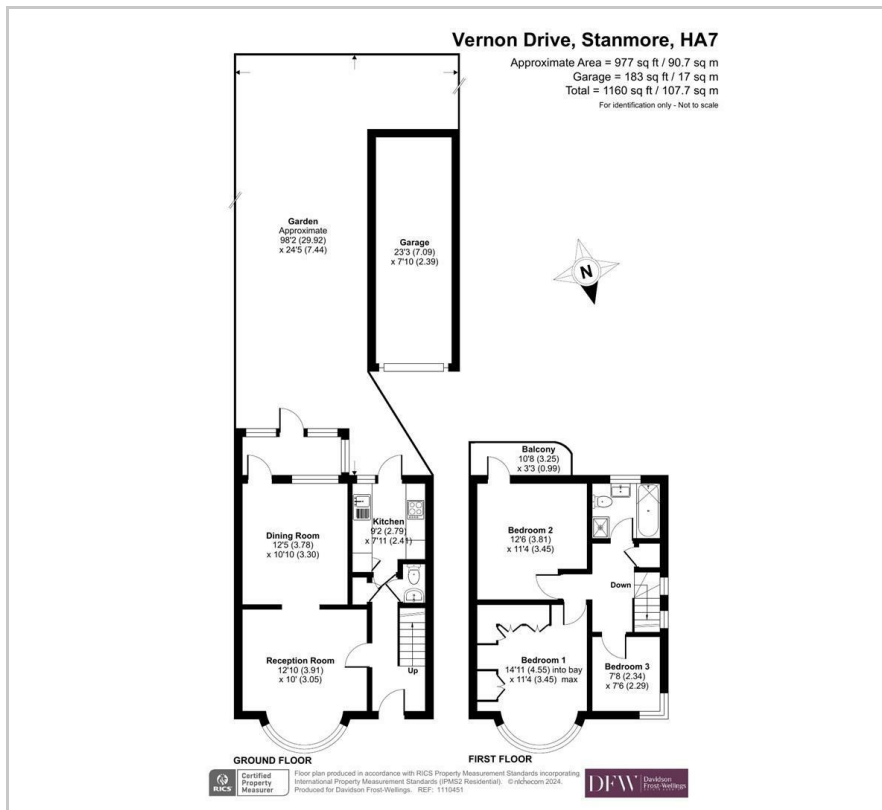 Vernon Drive, Stanmore, HA7
Approximate Area = 977 sq ft / 90.7 sq m
Garage = 183 sq ft / 17 sq m
Total = 1160 sq ft / 107.7 sq m
For identification only - Not to scale
Garden
Approximate
98'2 (29.92)
x 24'5 (7.44)
Garage
23'3 (7.09)
x 7'10 (2.39)
N
Balcony
10'8 (3.25)
x 3'3 (0.99)
Kitchen
9'2 (2.79)
x 7'11 (2.41)
Dining Room
12'5 (3.78)
x 10'10 (3.30)
Bedroom 2
12'6 (3.81)
x 11'4 (3.45)
Down
Reception Room
12'10 (3.91)
x 10' (3.05)
Up
Bedroom 1
14'11 (4.55) into bay
x 11'4 (3.45) max
Bedroom 3
7'8 (2.34)
x 7'6 (2.29)
GROUND FLOOR
FIRST FLOOR
RICS
Certified
Property
Measurer
Floor plan produced in accordance with RICS Property Measurement Standards incorporating
International Property Measurement Standards (IPMS2 Residential). © nichecom 2024.
Produced for Davidson Frost-Wellings. REF: 1110451
DFW
Davidson
Frost-Wellings